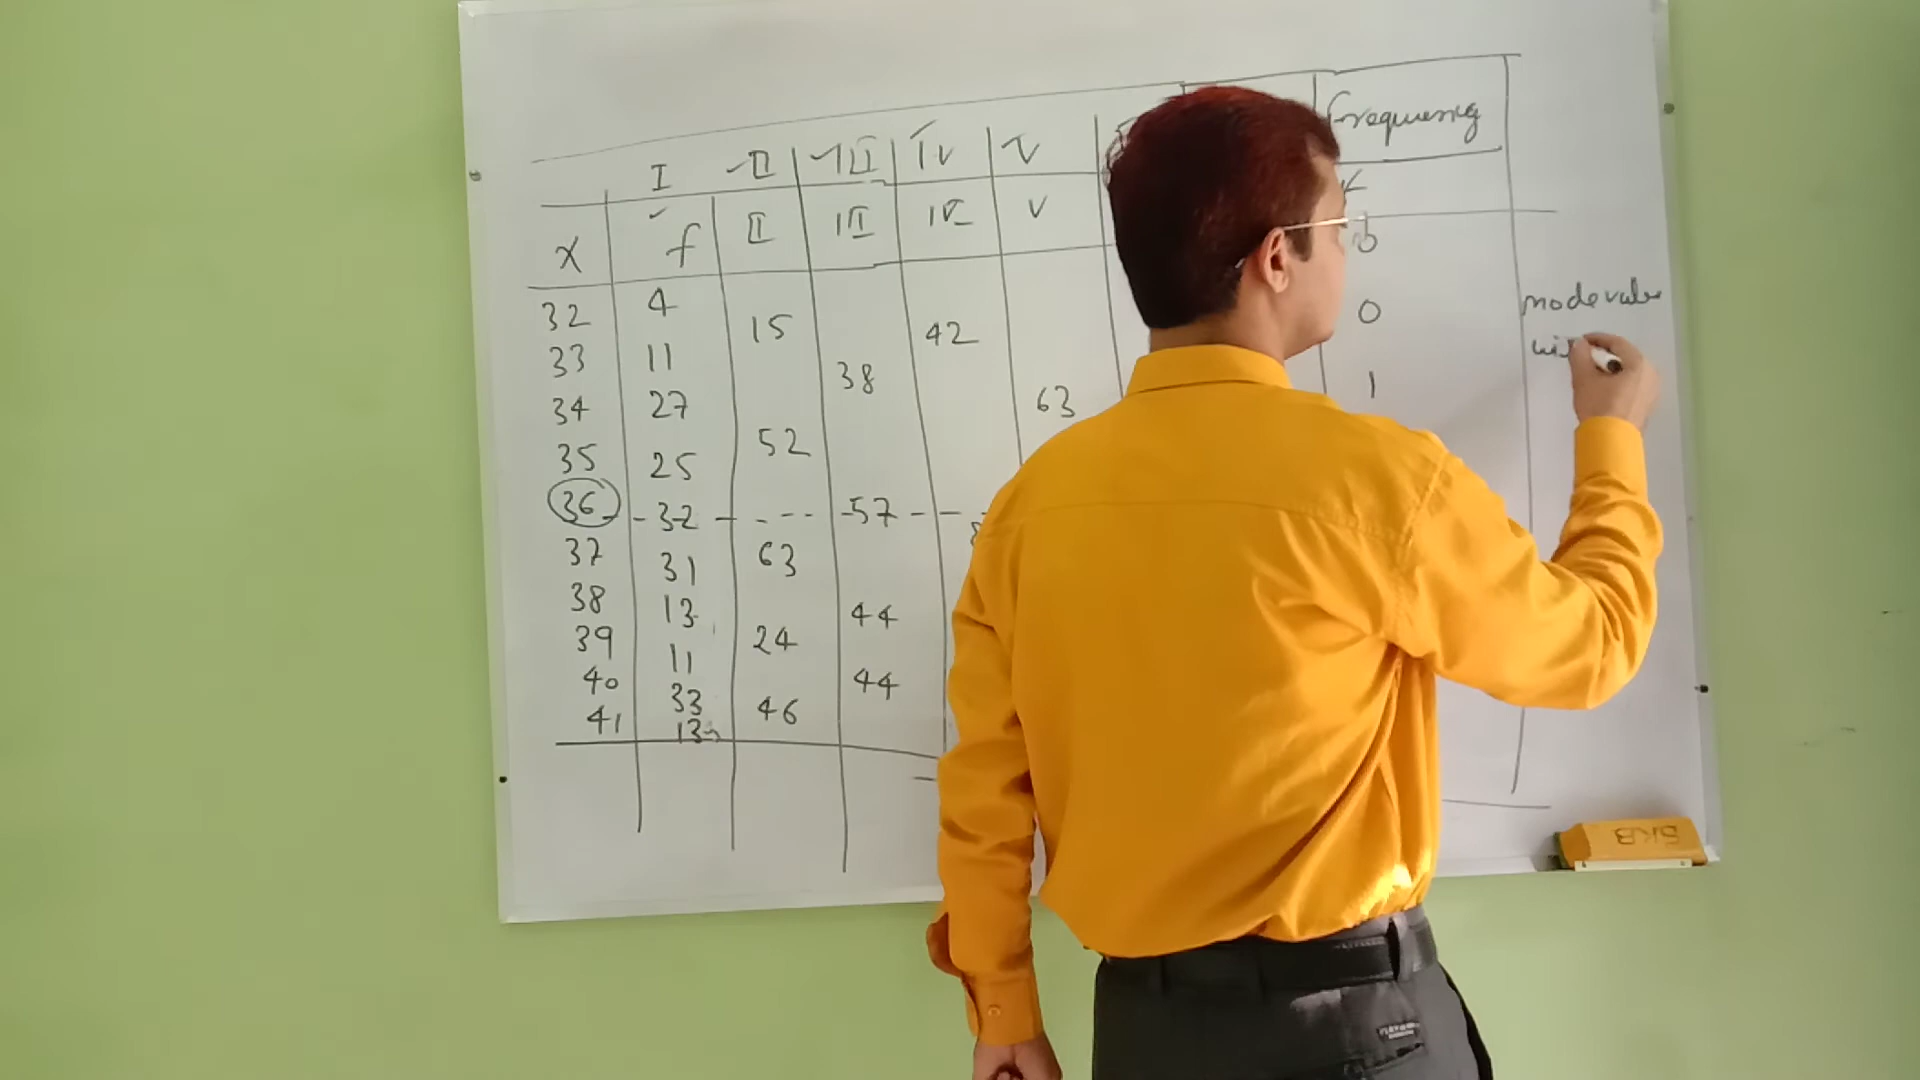 I II III IV V Frequency
x f II III IV V
32 4
15 42 0 mode value
33 11
38
34 27 63 1
52
35 25
36 32 57
37 31 63
38 13 44
39 11 24
40 33 44
41 13 46
SKB